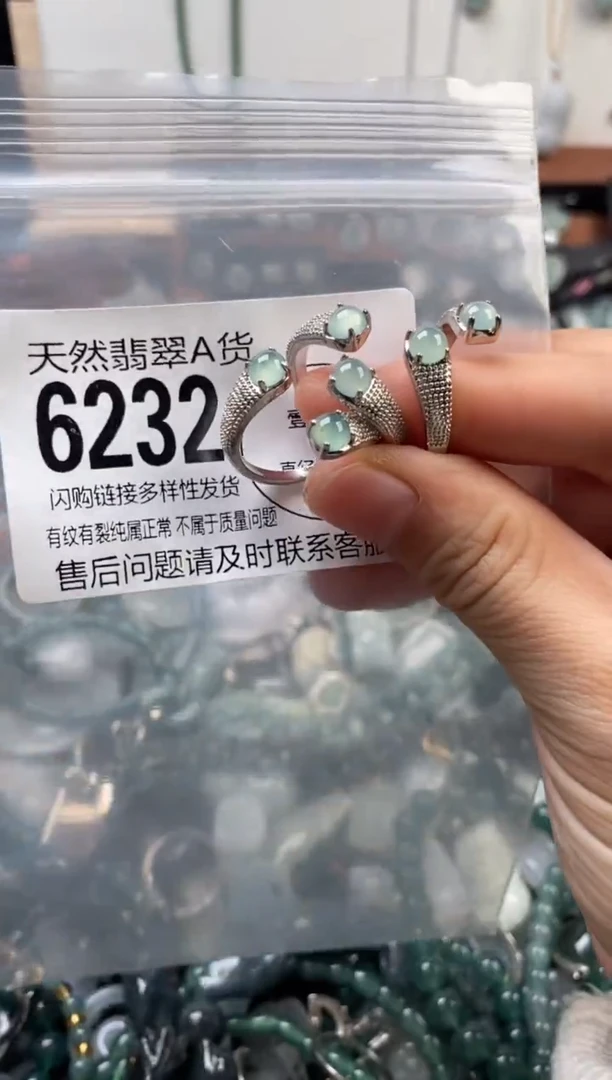 天然翡翠A货
6232
闪购链接多样性发货
有纹有裂纯属正常 不属于质量问题
售后问题请及时联系客服